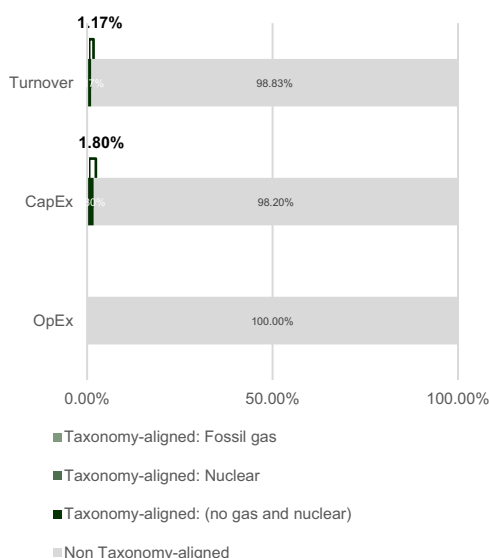 1.17%
Turnover
98.83%
1.80%
CapEx
98.20%
OpEx
100.00%
0.00% 50.00% 100.00%
Taxonomy-aligned: Fossil gas
Taxonomy-aligned: Nuclear
Taxonomy-aligned: (no gas and nuclear)
Non Taxonomy-aligned